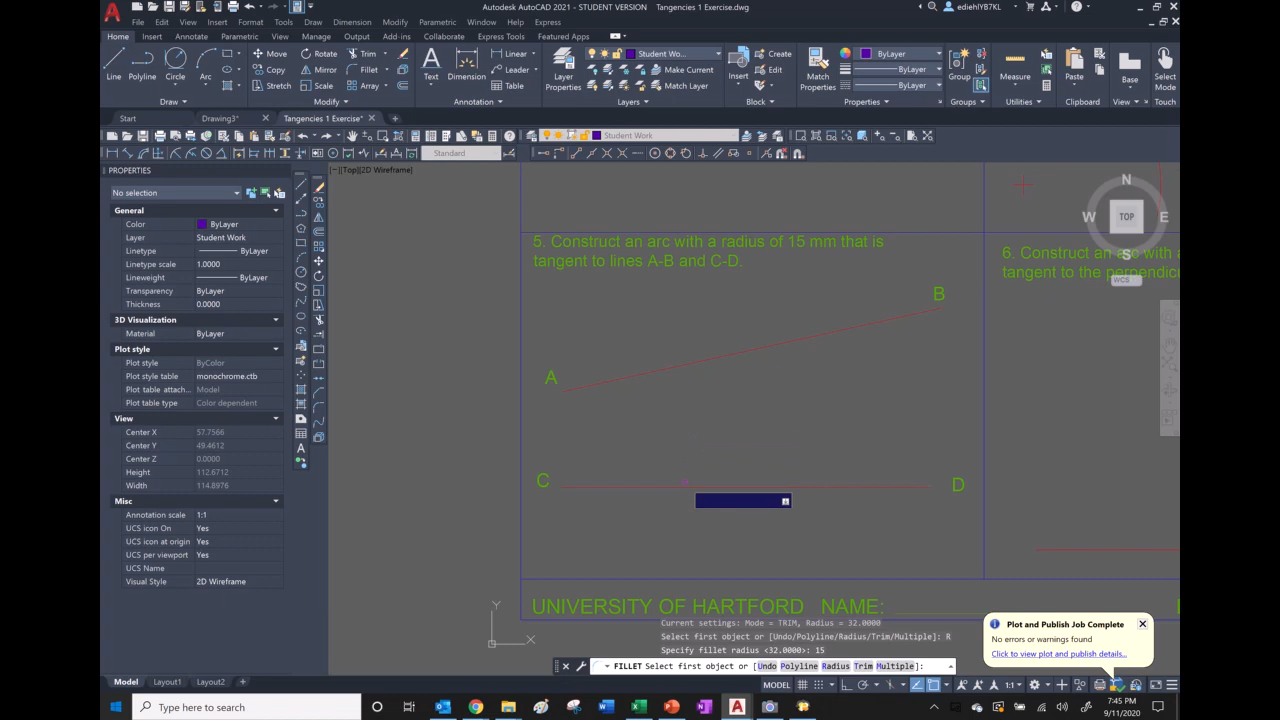 Autodesk AutoCAD 2021 - STUDENT VERSION Tangencies 1 Exercise.dwg
ediehlYB7KL
File Edit View Insert Format Tools Draw Dimension Modify Parametric Window Help Express
Home Insert Annotate Parametric View Manage Output Add-ins Collaborate Express Tools Featured Apps
Move Rotate Trim Linear Student Wo... Create ByLayer
Line Polyline Circle Arc Copy Mirror Fillet Text Dimension Leader Layer Properties Make Current Insert Edit Match Properties ByLayer Group Measure Paste Base Select Mode
Stretch Scale Array Table Match Layer ByLayer
Draw Modify Annotation Layers Block Properties Groups Utilities Clipboard View Touch
Start Drawing3* Tangencies 1 Exercise*
Student Work
Standard
PROPERTIES
[−][Top][2D Wireframe]
No selection
General
Color ByLayer
Layer Student Work
Linetype ByLayer
Linetype scale 1.0000
Lineweight ByLayer
Transparency ByLayer
Thickness 0.0000
3D Visualization
Material ByLayer
Plot style
Plot style ByColor
Plot style table monochrome.ctb
Plot table attach... Model
Plot table type Color dependent
View
Center X 57.7566
Center Y 49.4612
Center Z 0.0000
Height 112.6712
Width 114.8976
Misc
Annotation scale 1:1
UCS icon On Yes
UCS icon at origin Yes
UCS per viewport Yes
UCS Name
Visual Style 2D Wireframe
N
W TOP E
S
WCS
5. Construct an arc with a radius of 15 mm that is
tangent to lines A-B and C-D.
6. Construct an arc with a
tangent to the perpendicu
B
A
C
D
UNIVERSITY OF HARTFORD NAME:
Y
X
Current settings: Mode = TRIM, Radius = 32.0000
Select first object or [Undo/Polyline/Radius/Trim/Multiple]: R
Specify fillet radius <32.0000>: 15
FILLET Select first object or [Undo Polyline Radius Trim Multiple]:
Plot and Publish Job Complete
No errors or warnings found
Click to view plot and publish details...
Model Layout1 Layout2
MODEL 1:1
Type here to search
7:45 PM
9/11/2020